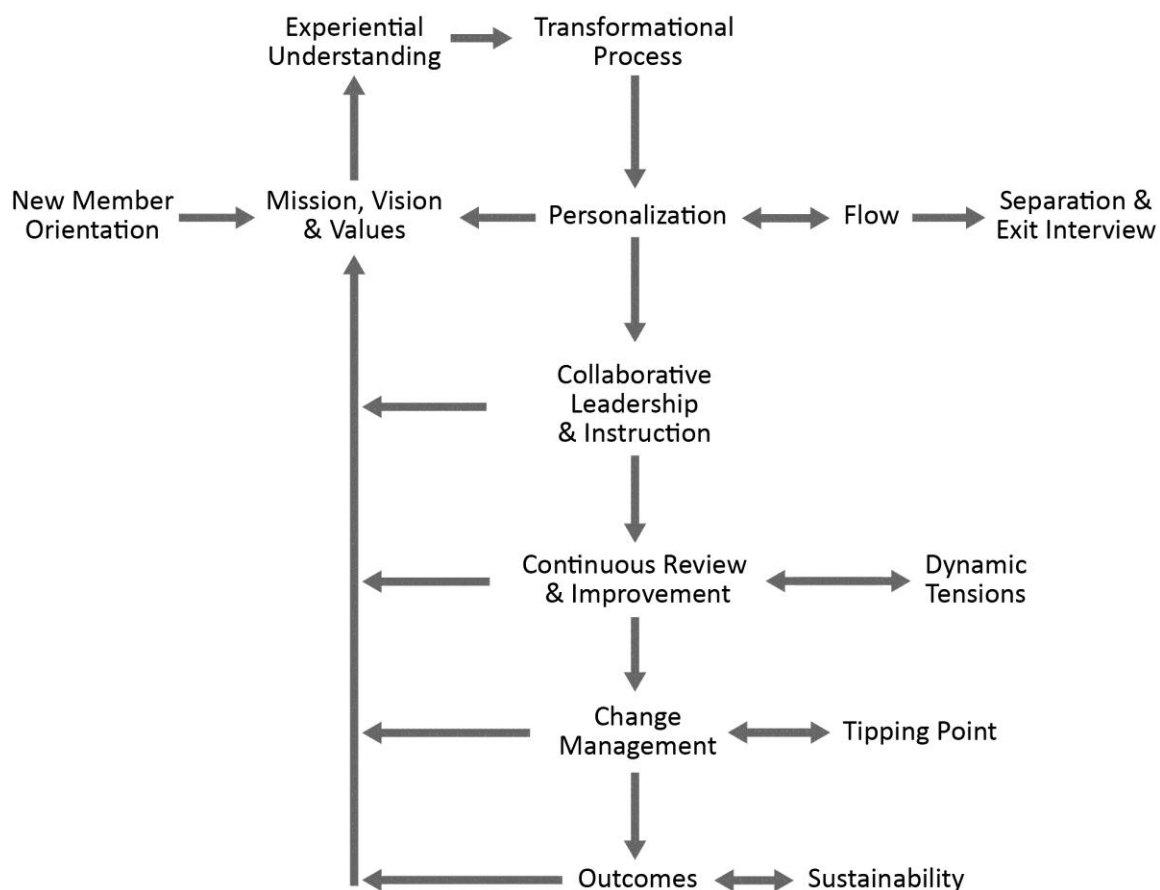 Experiential
Understanding
Transformational
Process
New Member
Orientation
Mission, Vision
& Values
Personalization
Flow
Separation &
Exit Interview
Collaborative
Leadership
& Instruction
Continuous Review
& Improvement
Dynamic
Tensions
Change
Management
Tipping Point
Outcomes
Sustainability